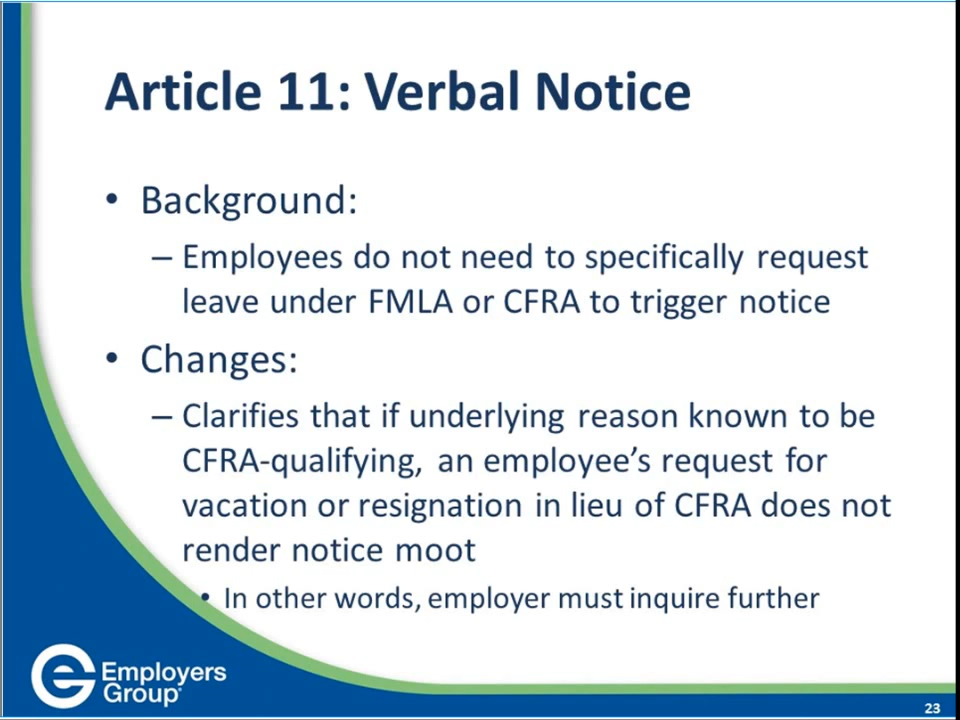 Article 11: Verbal Notice
• Background:
– Employees do not need to specifically request
leave under FMLA or CFRA to trigger notice
• Changes:
– Clarifies that if underlying reason known to be
CFRA-qualifying, an employee’s request for
vacation or resignation in lieu of CFRA does not
render notice moot
• In other words, employer must inquire further
Employers
Group
23